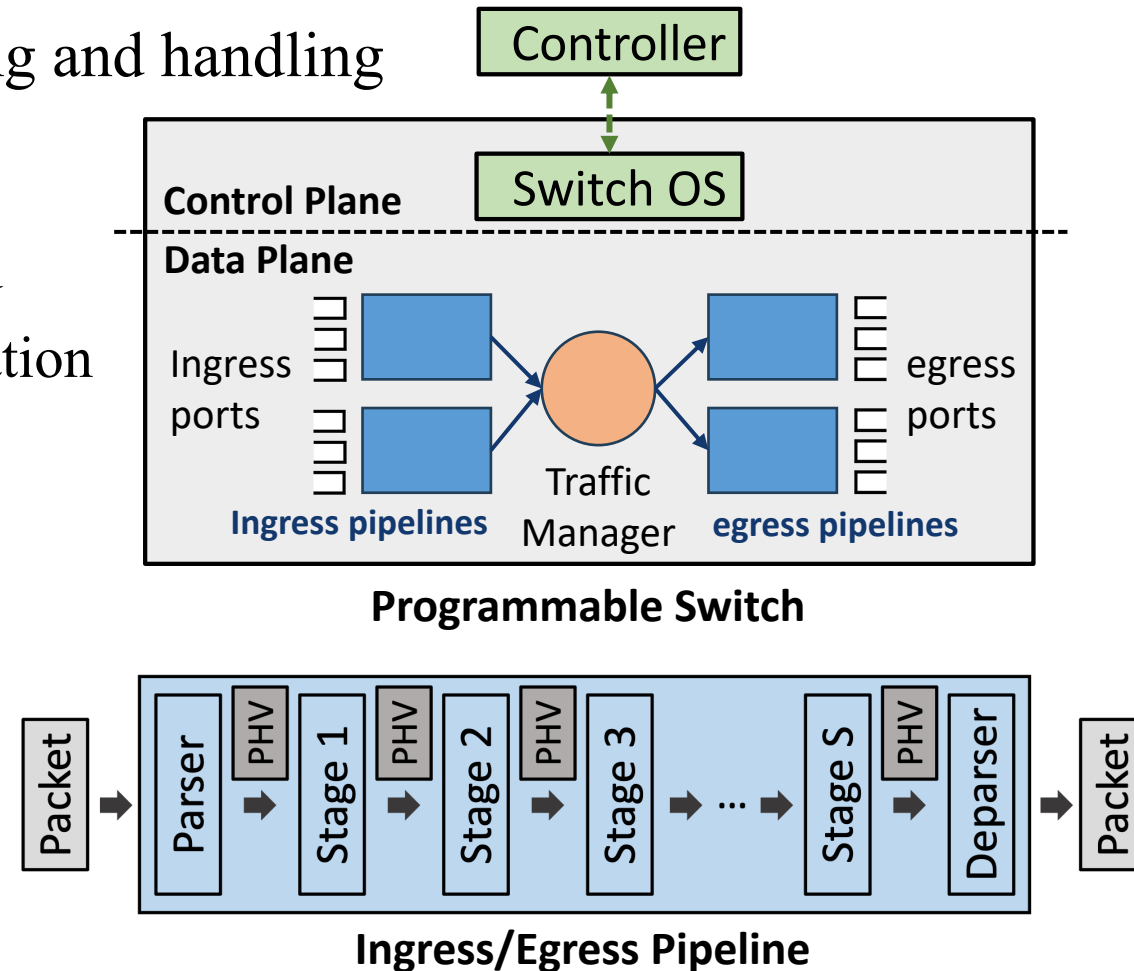 and handling
Controller
Switch OS
Control Plane
Data Plane
Ingress
ports
egress
ports
Traffic
Manager
Ingress pipelines
egress pipelines
Programmable Switch
Packet
Parser
PHV
Stage 1
PHV
Stage 2
PHV
Stage 3
...
Stage S
PHV
Deparser
Packet
Ingress/Egress Pipeline